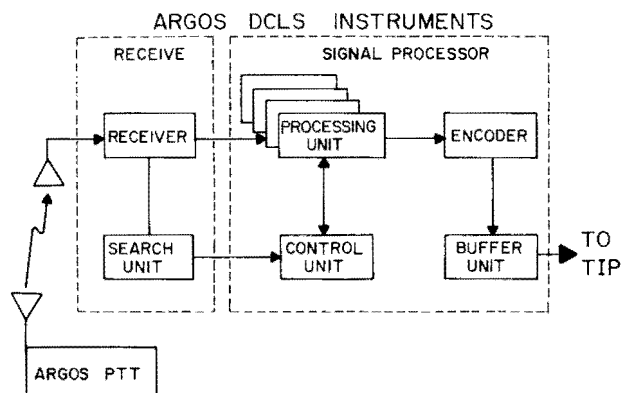 ARGOS DCLS INSTRUMENTS
RECEIVE
SIGNAL PROCESSOR
RECEIVER
PROCESSING
UNIT
ENCODER
SEARCH
UNIT
CONTROL
UNIT
BUFFER
UNIT
TO
TIP
ARGOS PTT